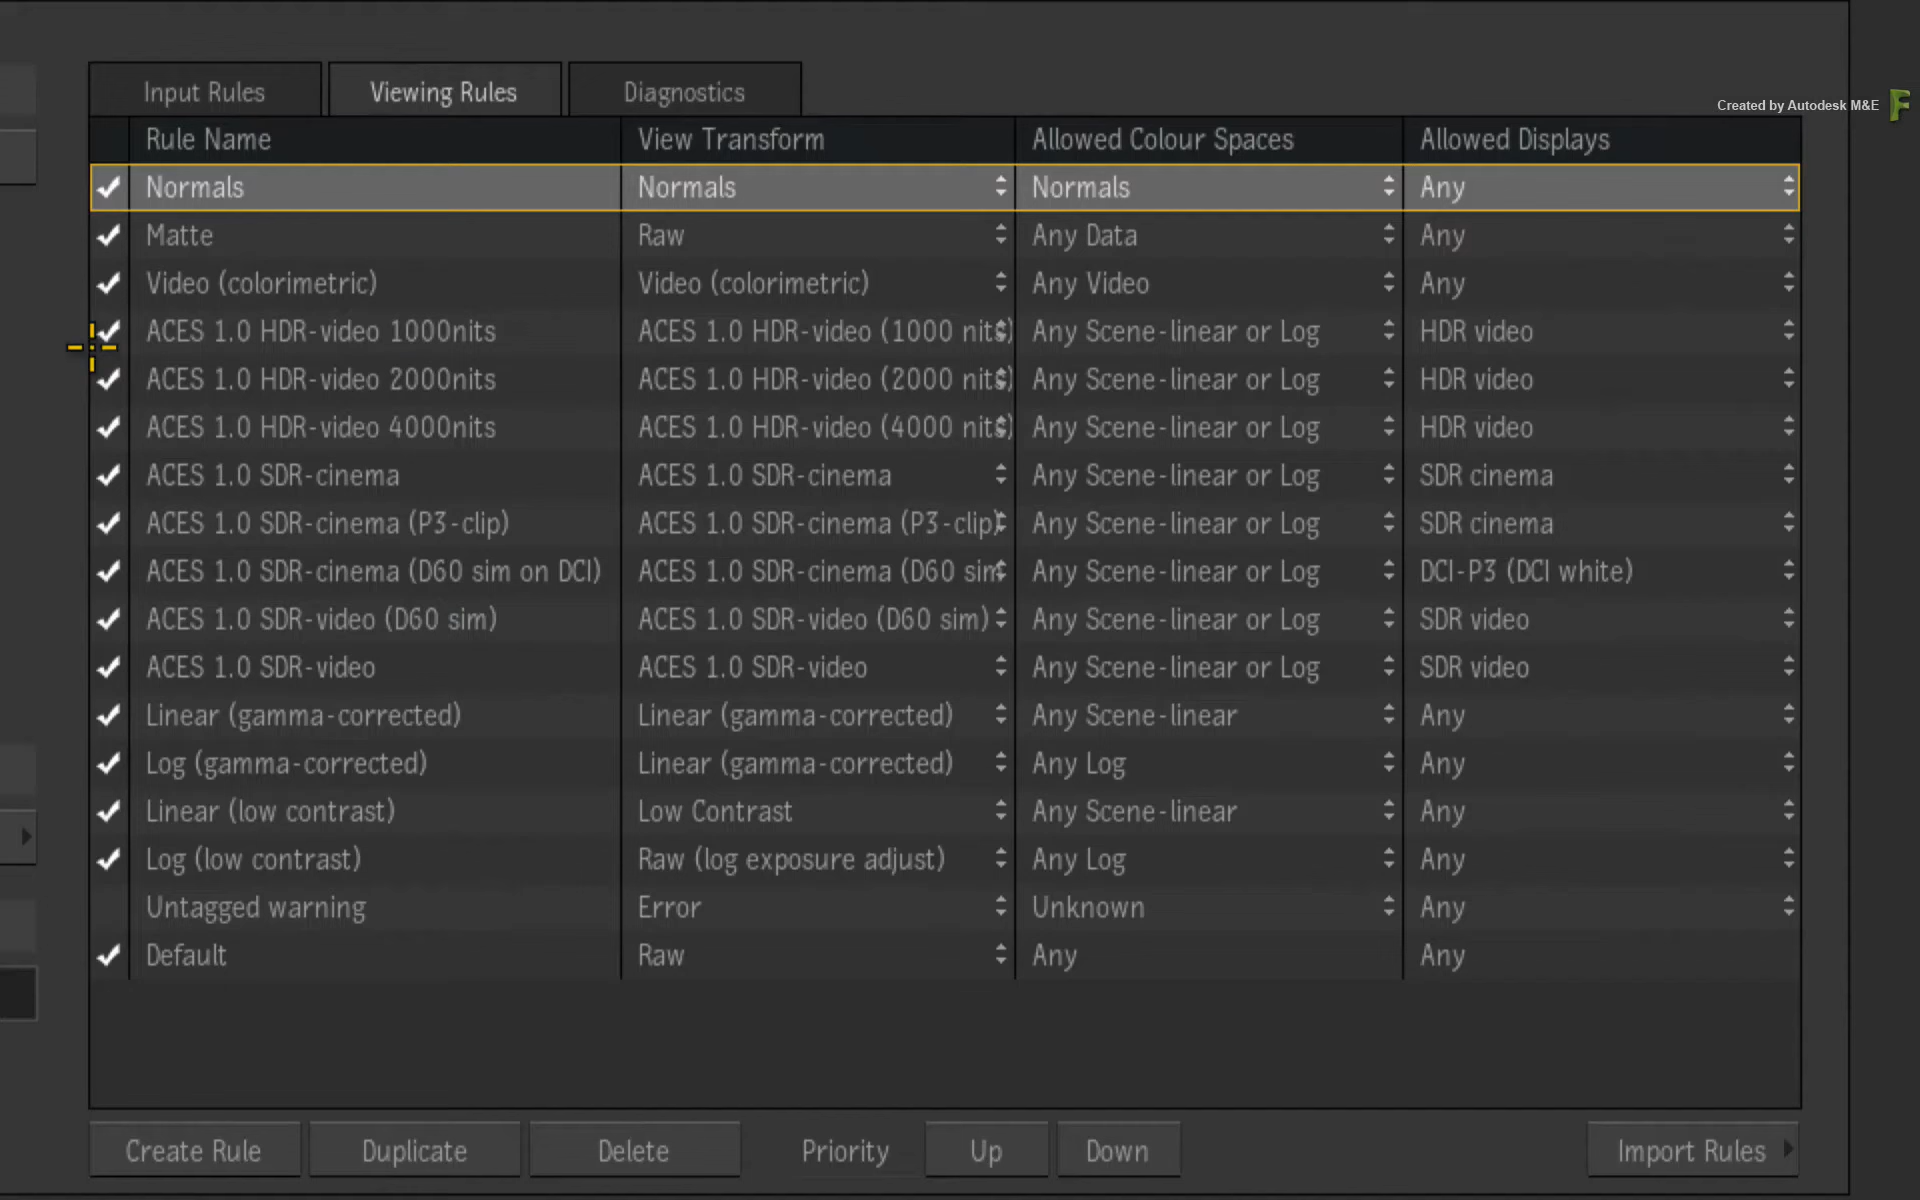 Input Rules Viewing Rules Diagnostics
Created by Autodesk M&E
Rule Name View Transform Allowed Colour Spaces Allowed Displays
Normals Normals Normals Any
Matte Raw Any Data Any
Video (colorimetric) Video (colorimetric) Any Video Any
ACES 1.0 HDR-video 1000nits ACES 1.0 HDR-video (1000 nits) Any Scene-linear or Log HDR video
ACES 1.0 HDR-video 2000nits ACES 1.0 HDR-video (2000 nits) Any Scene-linear or Log HDR video
ACES 1.0 HDR-video 4000nits ACES 1.0 HDR-video (4000 nits) Any Scene-linear or Log HDR video
ACES 1.0 SDR-cinema ACES 1.0 SDR-cinema Any Scene-linear or Log SDR cinema
ACES 1.0 SDR-cinema (P3-clip) ACES 1.0 SDR-cinema (P3-clip) Any Scene-linear or Log SDR cinema
ACES 1.0 SDR-cinema (D60 sim on DCI) ACES 1.0 SDR-cinema (D60 sim Any Scene-linear or Log DCI-P3 (DCI white)
ACES 1.0 SDR-video (D60 sim) ACES 1.0 SDR-video (D60 sim) Any Scene-linear or Log SDR video
ACES 1.0 SDR-video ACES 1.0 SDR-video Any Scene-linear or Log SDR video
Linear (gamma-corrected) Linear (gamma-corrected) Any Scene-linear Any
Log (gamma-corrected) Linear (gamma-corrected) Any Log Any
Linear (low contrast) Low Contrast Any Scene-linear Any
Log (low contrast) Raw (log exposure adjust) Any Log Any
Untagged warning Error Unknown Any
Default Raw Any Any
Create Rule Duplicate Delete Priority Up Down Import Rules